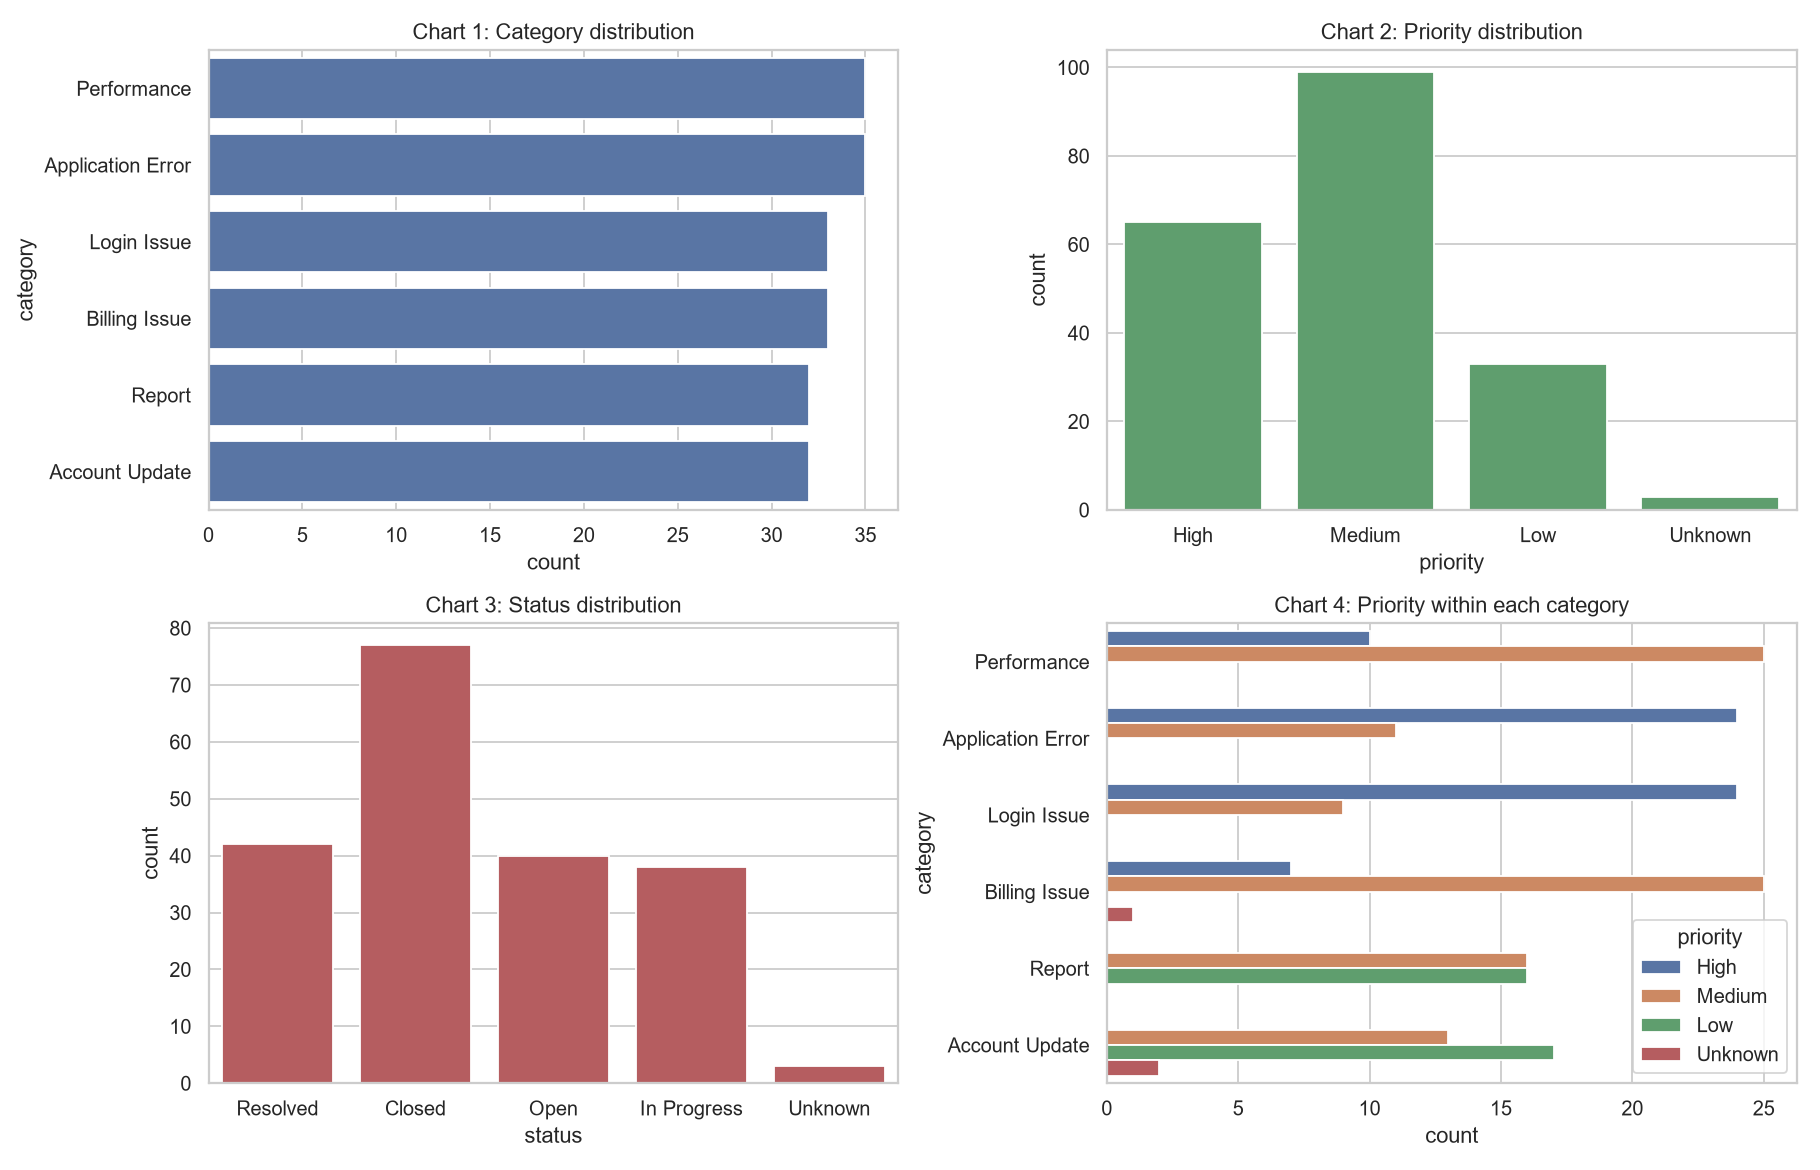 Chart 1: Category distribution
category
Performance
Application Error
Login Issue
Billing Issue
Report
Account Update
0 5 10 15 20 25 30 35
count
Chart 2: Priority distribution
count
100
80
60
40
20
0
High Medium Low Unknown
priority
Chart 3: Status distribution
count
80
70
60
50
40
30
20
10
0
Resolved Closed Open In Progress Unknown
status
Chart 4: Priority within each category
category
Performance
Application Error
Login Issue
Billing Issue
Report
Account Update
priority
High
Medium
Low
Unknown
0 5 10 15 20 25
count